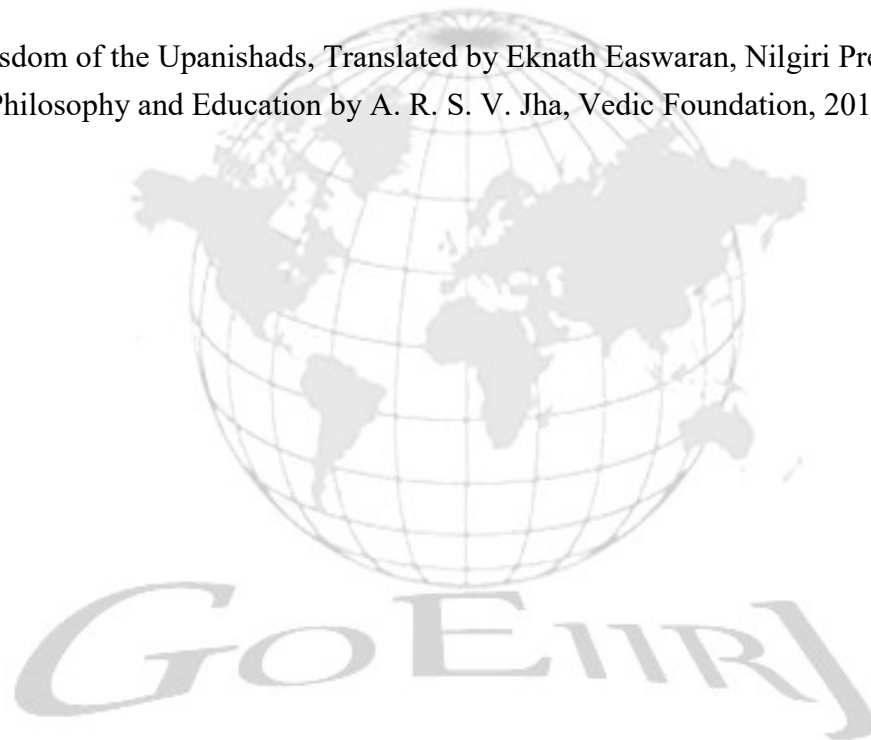 sdom of the Upanishads, Translated by Eknath Easwaran, Nilgiri Pre
Philosophy and Education by A. R. S. V. Jha, Vedic Foundation, 201
GOEIIRJ